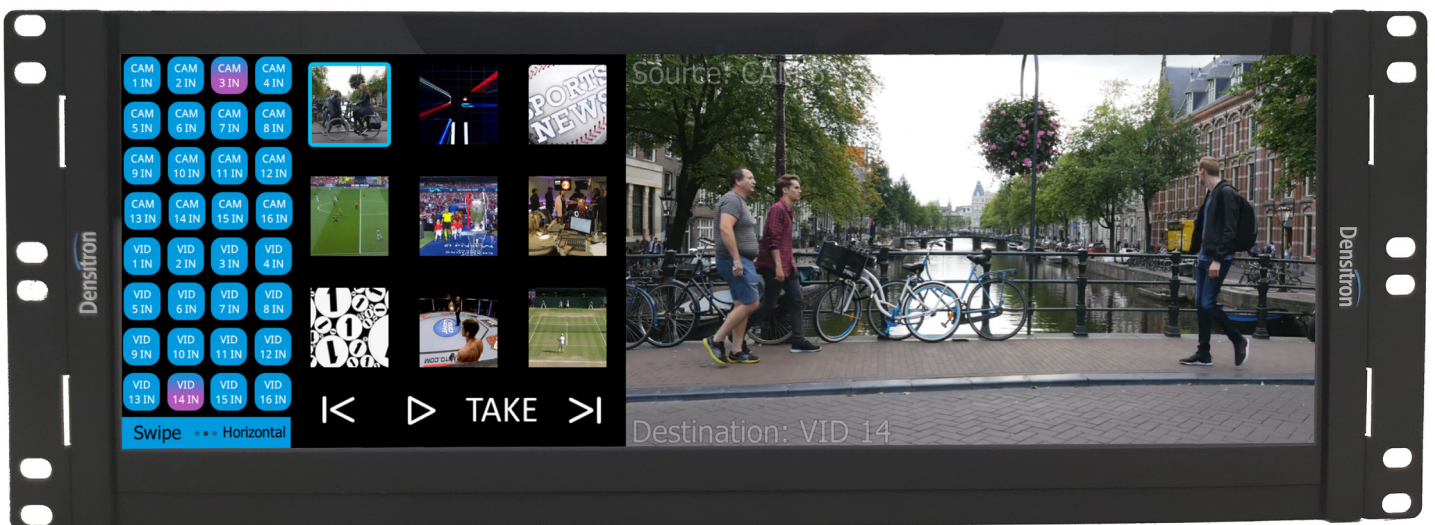 CAM
1 IN
CAM
2 IN
CAM
3 IN
CAM
4 IN
CAM
5 IN
CAM
6 IN
CAM
7 IN
CAM
8 IN
CAM
9 IN
CAM
10 IN
CAM
11 IN
CAM
12 IN
CAM
13 IN
CAM
14 IN
CAM
15 IN
CAM
16 IN
VID
1 IN
VID
2 IN
VID
3 IN
VID
4 IN
VID
5 IN
VID
6 IN
VID
7 IN
VID
8 IN
VID
9 IN
VID
10 IN
VID
11 IN
VID
12 IN
VID
13 IN
VID
14 IN
VID
15 IN
VID
16 IN
Swipe
Horizontal
SPORTS
NEWS
TAKE
Source: CAM 3
Destination: VID 14
Densitron
Densitron